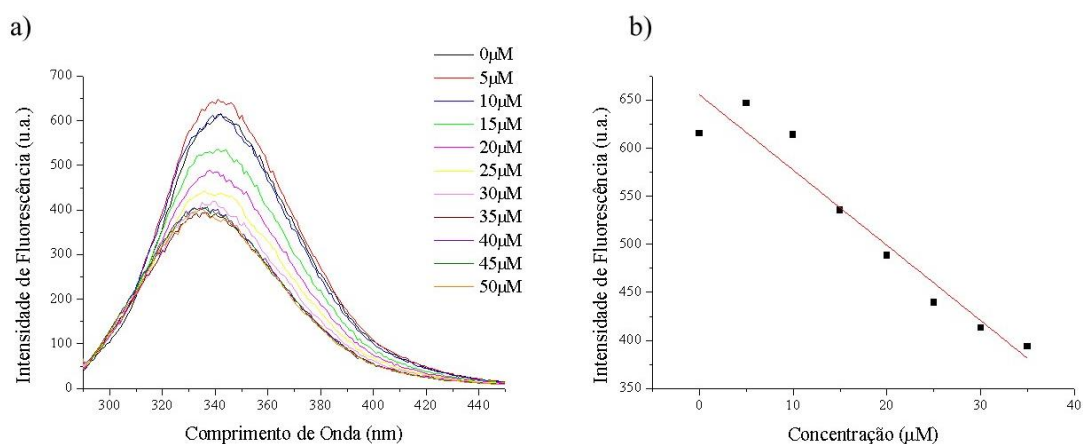 a)
Intensidade de Fluorescência (u.a.)
700
600
500
400
300
200
100
0
300
320
340
360
380
400
420
440
Comprimento de Onda (nm)
0µM
5µM
10µM
15µM
20µM
25µM
30µM
35µM
40µM
45µM
50µM
b)
Intensidade de Fluorescência (u.a.)
650
600
550
500
450
400
350
0
10
20
30
40
Concentração (µM)